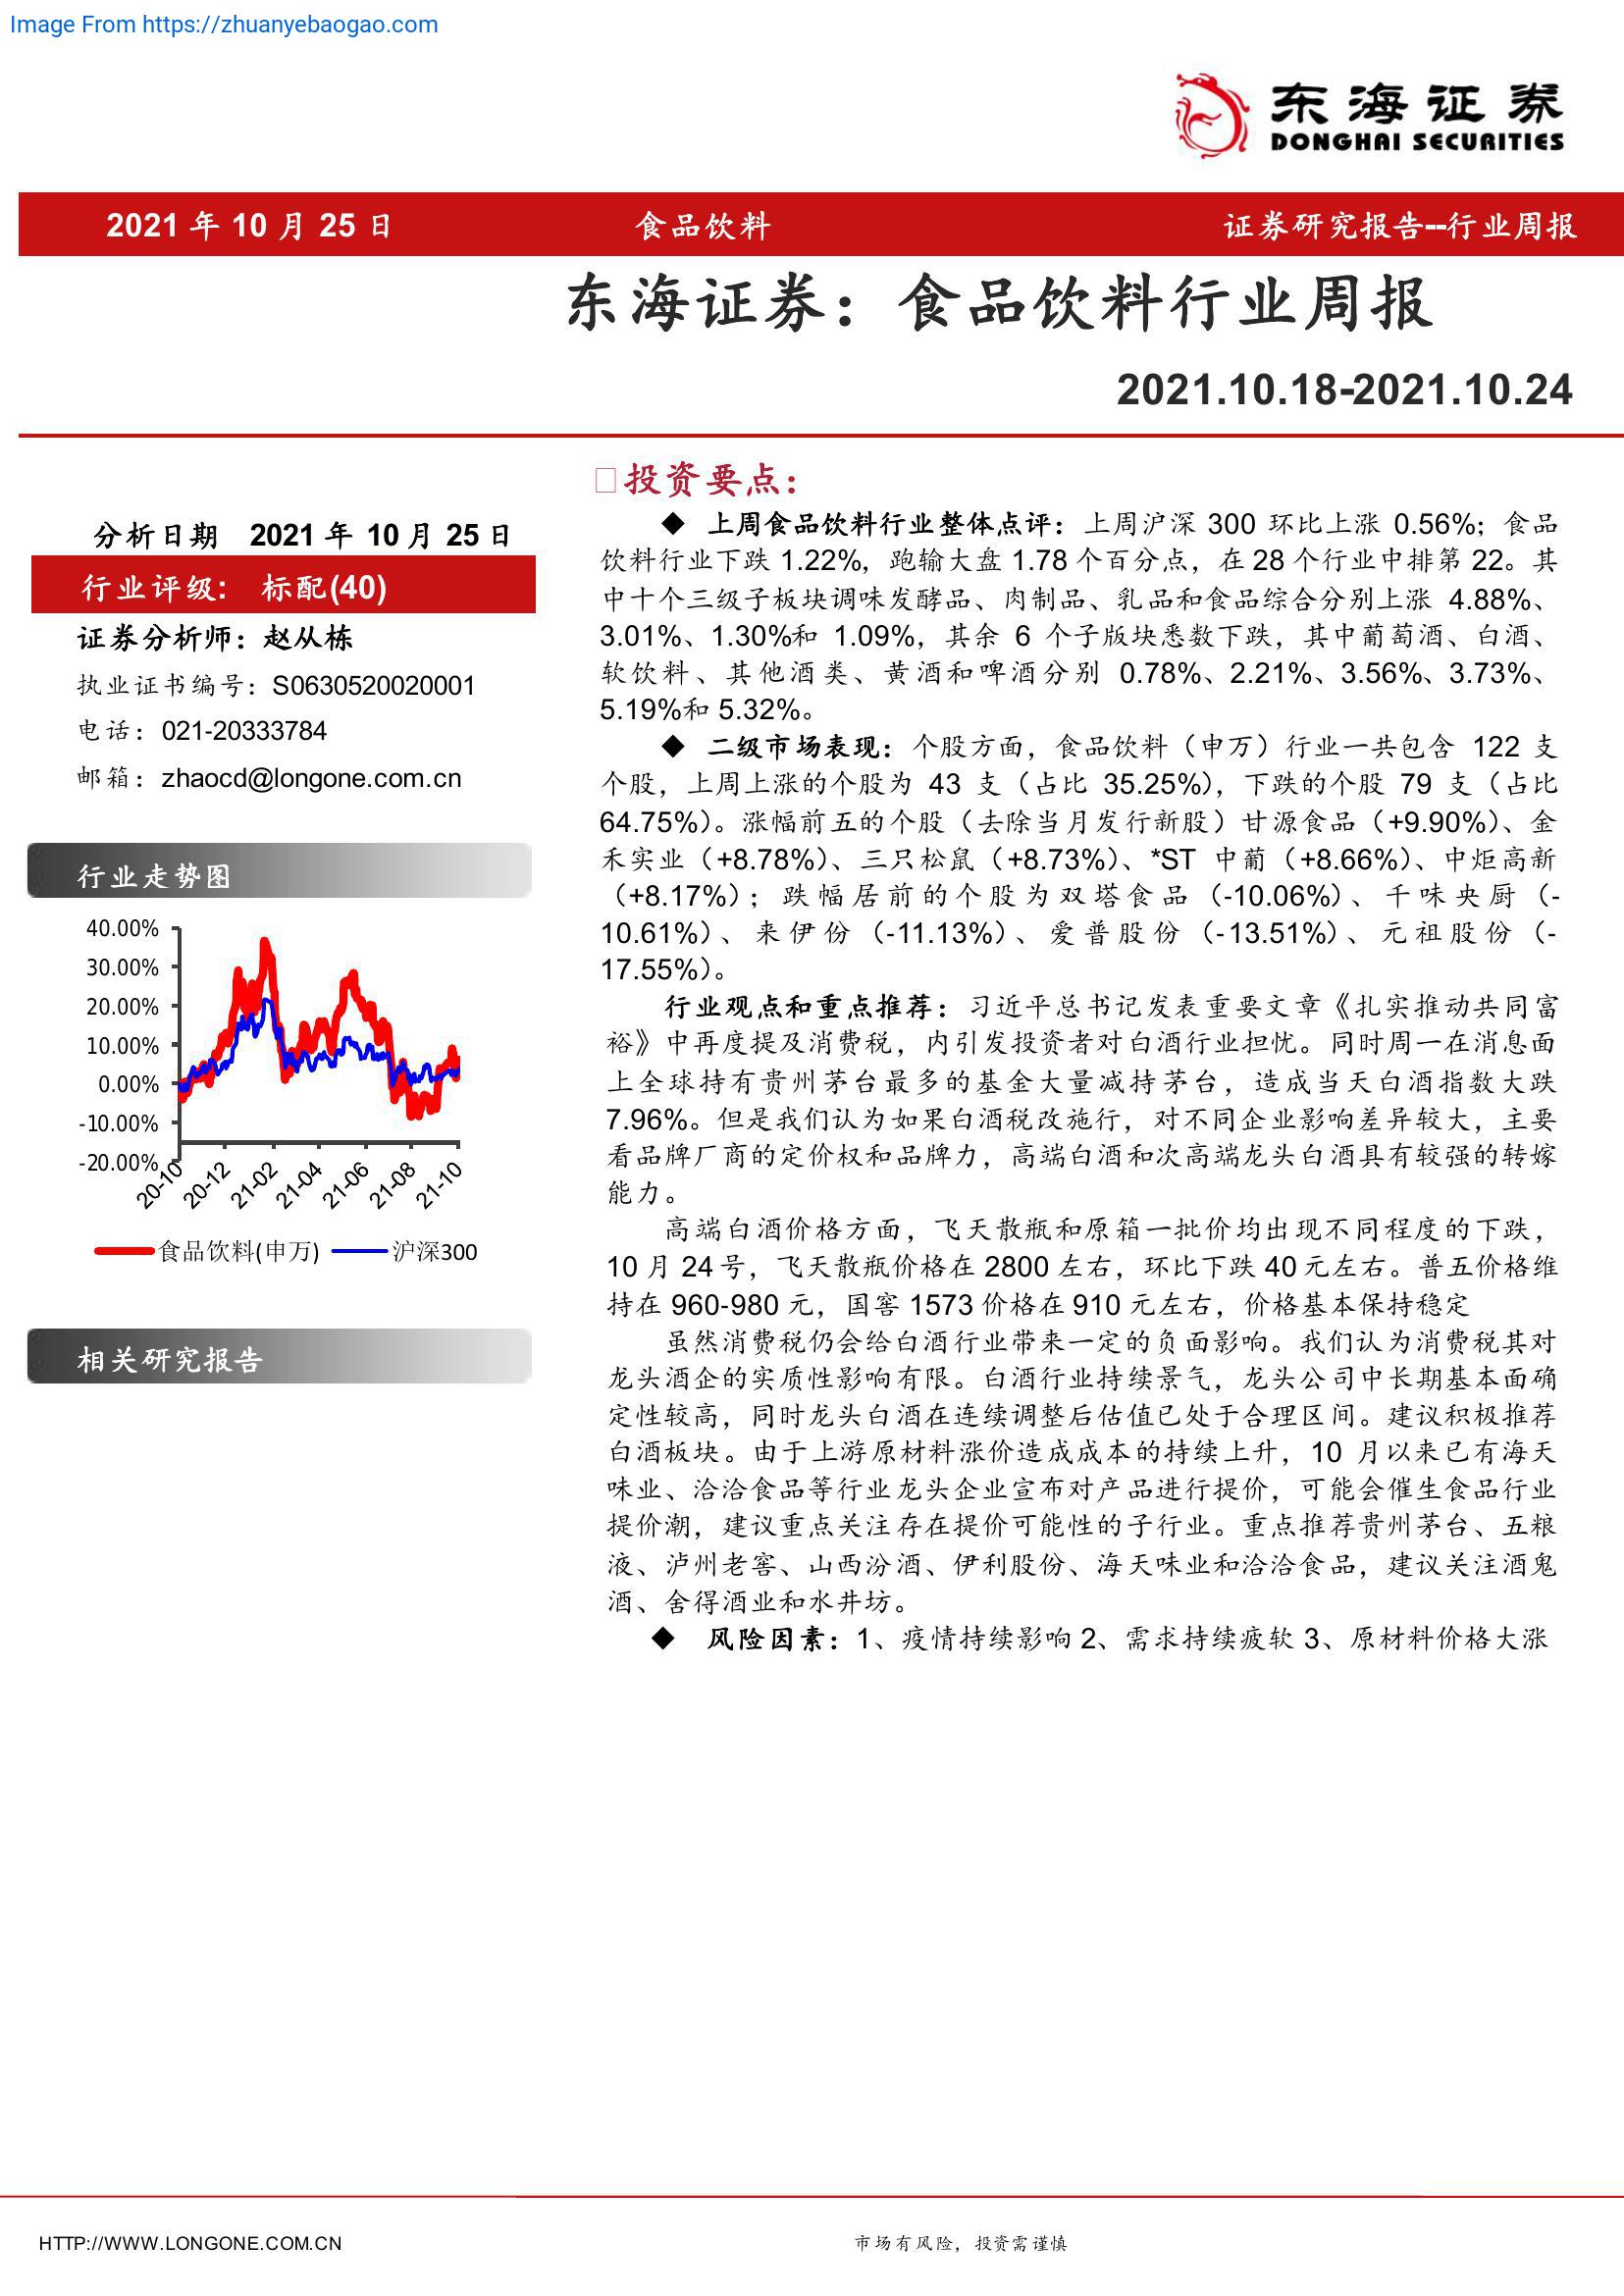 Image From https://zhuanyebaogao.com
东海证券
DONGHAI SECURITIES
2021 年 10 月 25 日 食品饮料 证券研究报告--行业周报
东海证券：食品饮料行业周报
2021.10.18-2021.10.24
分析日期 2021 年 10 月 25 日
行业评级: 标配(40)
证券分析师：赵从栋
执业证书编号：S0630520020001
电话：021-20333784
邮箱：zhaocd@longone.com.cn
行业走势图
40.00%
30.00%
20.00%
10.00%
0.00%
-10.00%
-20.00%
20-10 20-12 21-02 21-04 21-06 21-08 21-10
食品饮料(申万) 沪深300
相关研究报告
投资要点：
◆ 上周食品饮料行业整体点评：上周沪深 300 环比上涨 0.56%；食品
饮料行业下跌 1.22%，跑输大盘 1.78 个百分点，在 28 个行业中排第 22。其
中十个三级子板块调味发酵品、肉制品、乳品和食品综合分别上涨 4.88%、
3.01%、1.30%和 1.09%，其余 6 个子版块悉数下跌，其中葡萄酒、白酒、
软饮料、其他酒类、黄酒和啤酒分别 0.78%、2.21%、3.56%、3.73%、
5.19%和 5.32%。
◆ 二级市场表现：个股方面，食品饮料（申万）行业一共包含 122 支
个股，上周上涨的个股为 43 支（占比 35.25%），下跌的个股 79 支（占比
64.75%）。涨幅前五的个股（去除当月发行新股）甘源食品（+9.90%）、金
禾实业（+8.78%）、三只松鼠（+8.73%）、*ST 中葡（+8.66%）、中炬高新
（+8.17%）；跌幅居前的个股为双塔食品（-10.06%）、千味央厨（-
10.61%）、来伊份（-11.13%）、爱普股份（-13.51%）、元祖股份（-
17.55%）。
行业观点和重点推荐：习近平总书记发表重要文章《扎实推动共同富
裕》中再度提及消费税，内引发投资者对白酒行业担忧。同时周一在消息面
上全球持有贵州茅台最多的基金大量减持茅台，造成当天白酒指数大跌
7.96%。但是我们认为如果白酒税改施行，对不同企业影响差异较大，主要
看品牌厂商的定价权和品牌力，高端白酒和次高端龙头白酒具有较强的转嫁
能力。
高端白酒价格方面，飞天散瓶和原箱一批价均出现不同程度的下跌，
10 月 24 号，飞天散瓶价格在 2800 左右，环比下跌 40 元左右。普五价格维
持在 960-980 元，国窖 1573 价格在 910 元左右，价格基本保持稳定
虽然消费税仍会给白酒行业带来一定的负面影响。我们认为消费税其对
龙头酒企的实质性影响有限。白酒行业持续景气，龙头公司中长期基本面确
定性较高，同时龙头白酒在连续调整后估值已处于合理区间。建议积极推荐
白酒板块。由于上游原材料涨价造成成本的持续上升，10 月以来已有海天
味业、洽洽食品等行业龙头企业宣布对产品进行提价，可能会催生食品行业
提价潮，建议重点关注存在提价可能性的子行业。重点推荐贵州茅台、五粮
液、泸州老窖、山西汾酒、伊利股份、海天味业和洽洽食品，建议关注酒鬼
酒、舍得酒业和水井坊。
◆ 风险因素：1、疫情持续影响 2、需求持续疲软 3、原材料价格大涨
HTTP://WWW.LONGONE.COM.CN 市场有风险，投资需谨慎